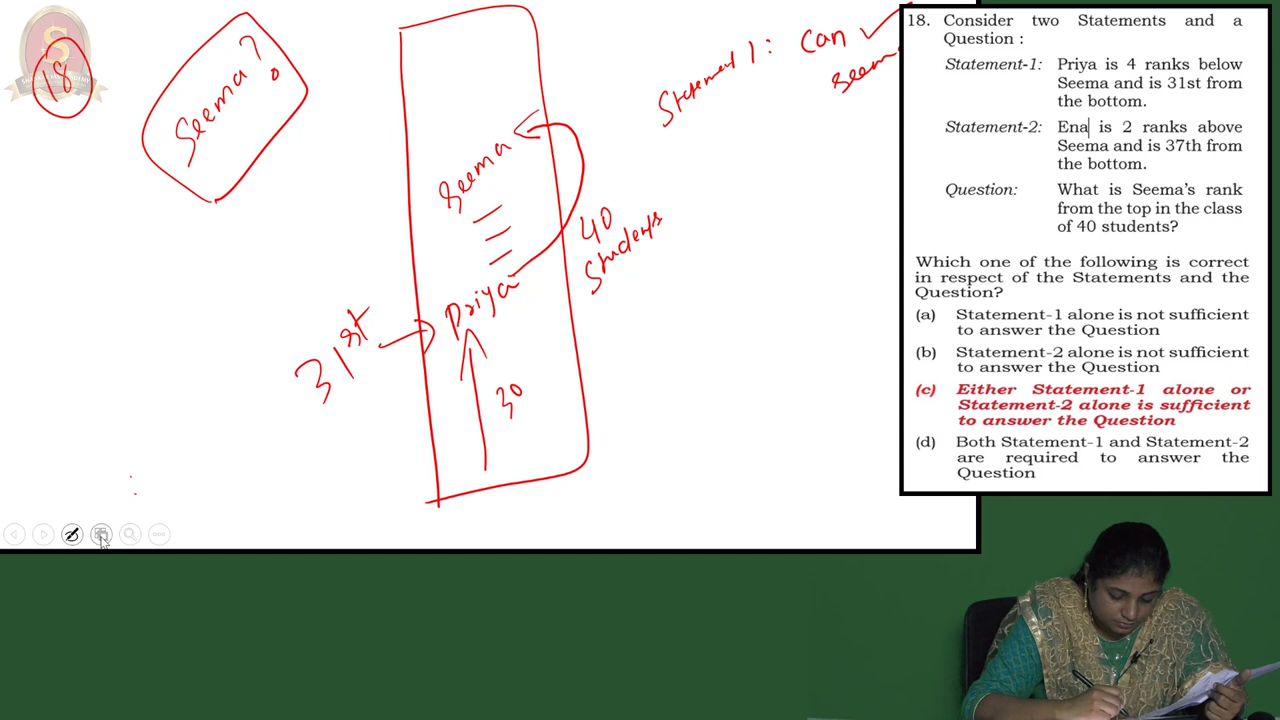 18
Seema?
Seema
Priya
31st
30
40
Students
Statement 1: Can
Seem
18. Consider two Statements and a
Question :
Statement-1: Priya is 4 ranks below
Seema and is 31st from
the bottom.
Statement-2: Ena is 2 ranks above
Seema and is 37th from
the bottom.
Question: What is Seema's rank
from the top in the class
of 40 students?
Which one of the following is correct
in respect of the Statements and the
Question?
(a) Statement-1 alone is not sufficient
to answer the Question
(b) Statement-2 alone is not sufficient
to answer the Question
(c) Either Statement-1 alone or
Statement-2 alone is sufficient
to answer the Question
(d) Both Statement-1 and Statement-2
are required to answer the
Question